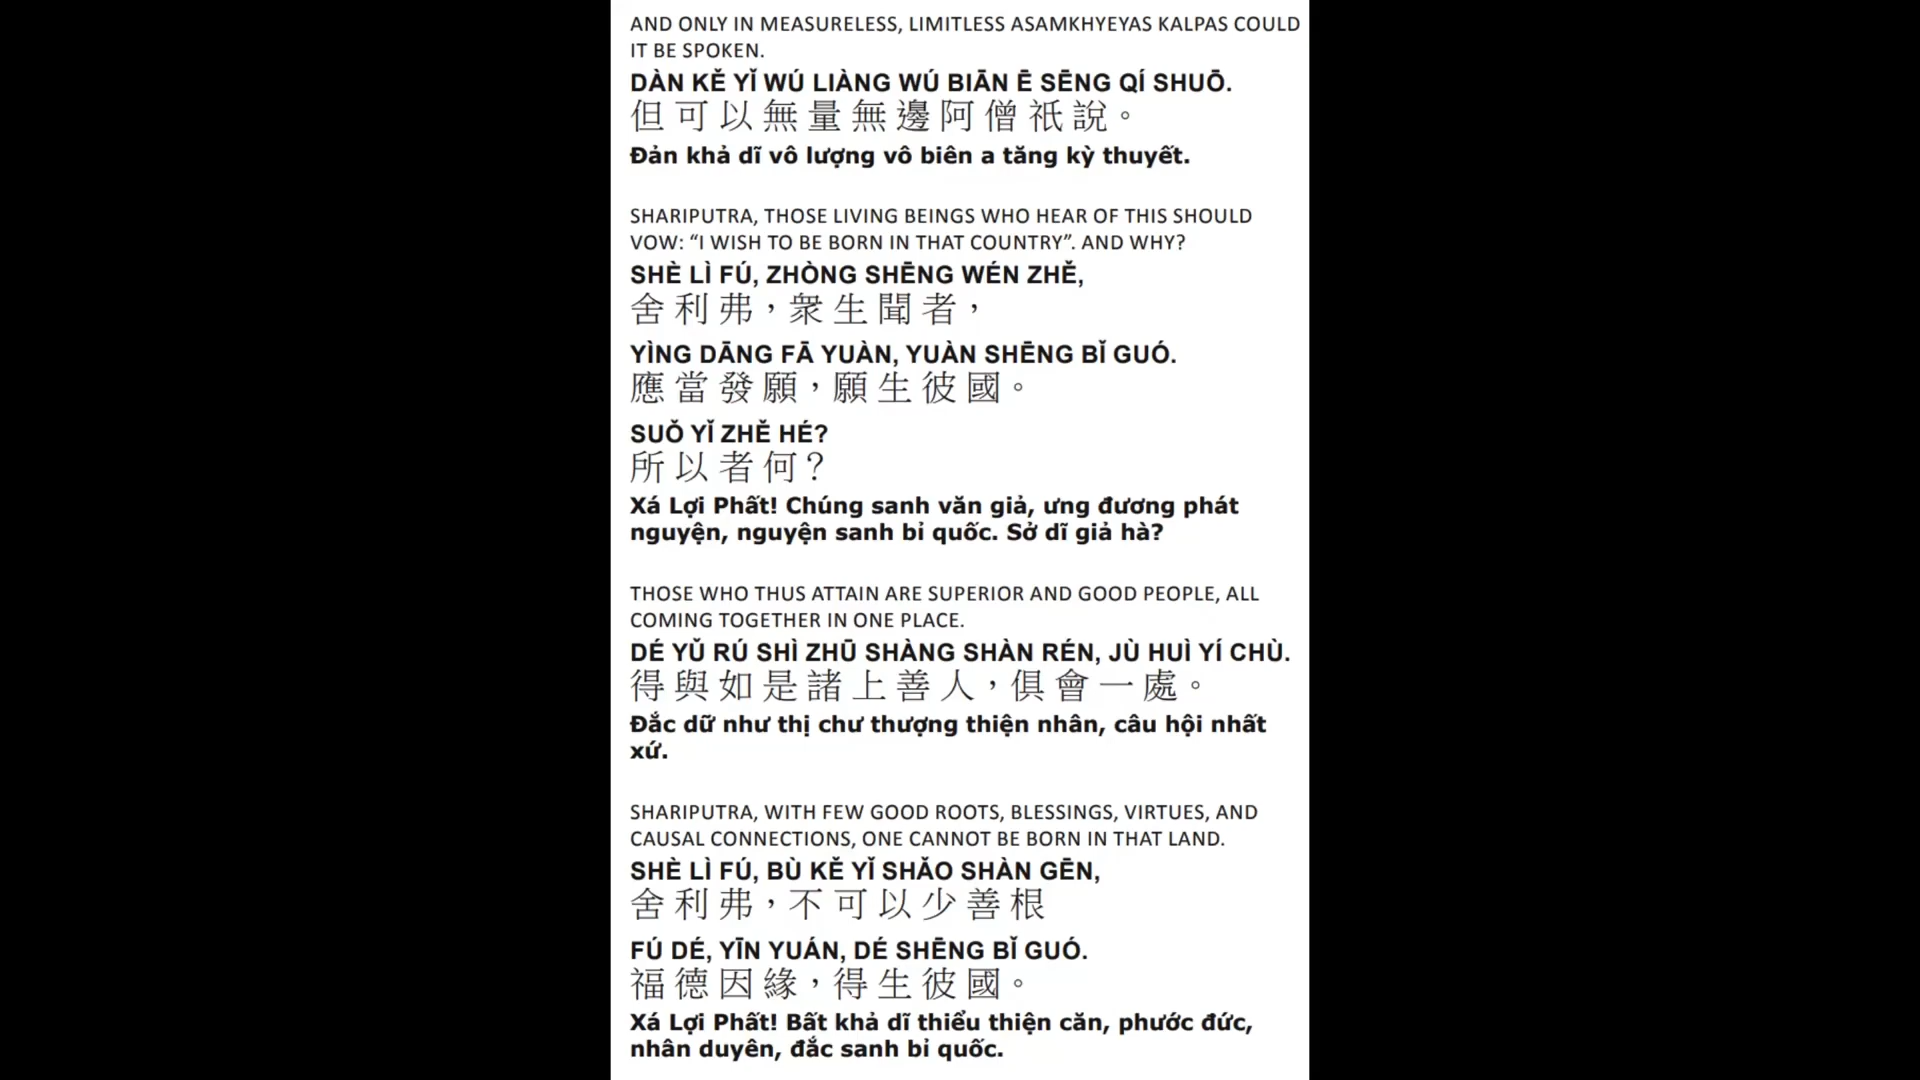 AND ONLY IN MEASURELESS, LIMITLESS ASAMKHYEYAS KALPAS COULD
IT BE SPOKEN.
DÀN KĚ YǏ WÚ LIÀNG WÚ BIĀN Ē SĒNG QÍ SHUŌ.
但可以無量無邊阿僧祇說。
Đản khả dĩ vô lượng vô biên a tăng kỳ thuyết.
SHARIPUTRA, THOSE LIVING BEINGS WHO HEAR OF THIS SHOULD
VOW: “I WISH TO BE BORN IN THAT COUNTRY”. AND WHY?
SHÈ LÌ FÚ, ZHÒNG SHĒNG WÉN ZHĚ,
舍利弗，衆生聞者，
YÌNG DĀNG FĀ YUÀN, YUÀN SHĒNG BǏ GUÓ.
應當發願，願生彼國。
SUǑ YǏ ZHĚ HÉ?
所以者何？
Xá Lợi Phất! Chúng sanh văn giả, ưng đương phát
nguyện, nguyện sanh bỉ quốc. Sở dĩ giả hà?
THOSE WHO THUS ATTAIN ARE SUPERIOR AND GOOD PEOPLE, ALL
COMING TOGETHER IN ONE PLACE.
DÉ YǓ RÚ SHÌ ZHŪ SHÀNG SHÀN RÉN, JÙ HUÌ YÍ CHÙ.
得與如是諸上善人，俱會一處。
Đắc dữ như thị chư thượng thiện nhân, câu hội nhất
xứ.
SHARIPUTRA, WITH FEW GOOD ROOTS, BLESSINGS, VIRTUES, AND
CAUSAL CONNECTIONS, ONE CANNOT BE BORN IN THAT LAND.
SHÈ LÌ FÚ, BÙ KĚ YǏ SHǍO SHÀN GĒN,
舍利弗，不可以少善根
FÚ DÉ, YĪN YUÁN, DÉ SHĒNG BǏ GUÓ.
福德因緣，得生彼國。
Xá Lợi Phất! Bất khả dĩ thiểu thiện căn, phước đức,
nhân duyên, đắc sanh bỉ quốc.